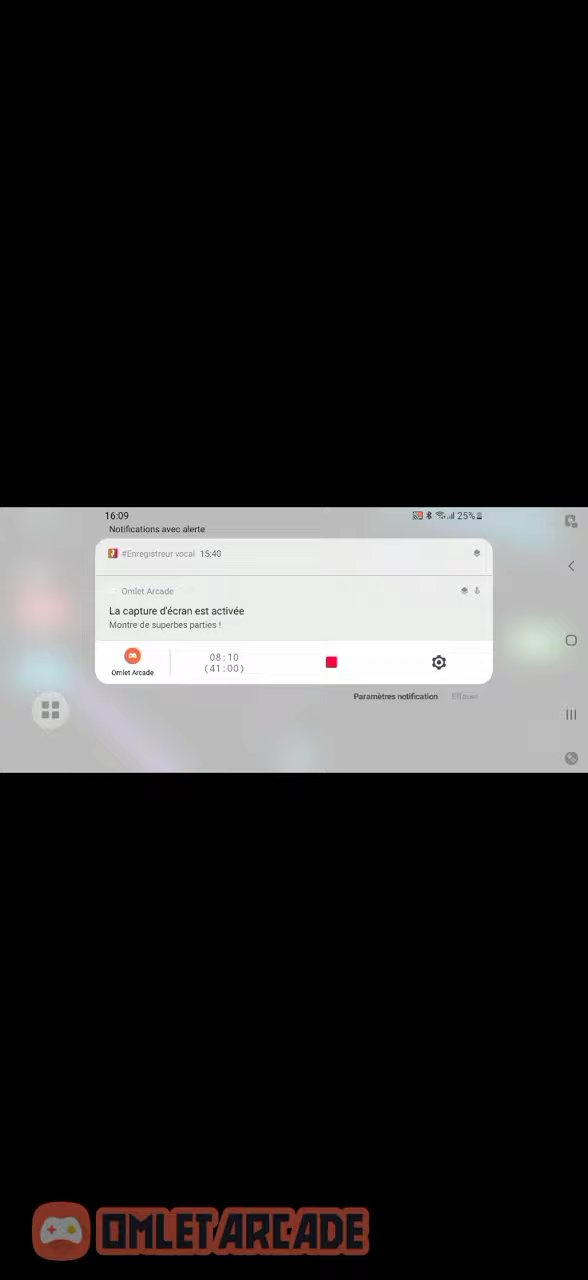 16:09
25%
Notifications avec alerte
#Enregistreur vocal 15:40
Omlet Arcade
La capture d'écran est activée
Montre de superbes parties !
Omlet Arcade
08:10
(41:00)
Paramètres notification Effacer
OMLET ARCADE